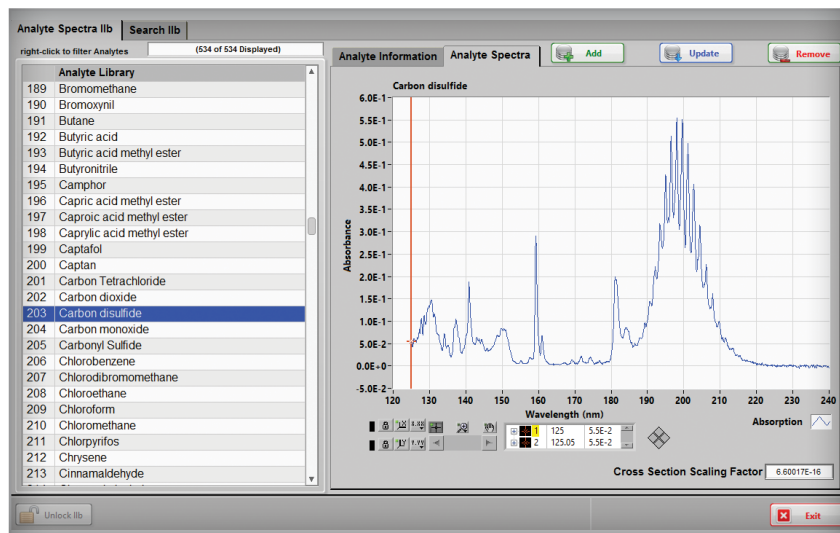 Analyte Spectra lib
Search lib
right-click to filter Analytes
(534 of 534 Displayed)
Analyte Library
189 Bromomethane
190 Bromoxynil
191 Butane
192 Butyric acid
193 Butyric acid methyl ester
194 Butyronitrile
195 Camphor
196 Capric acid methyl ester
197 Caproic acid methyl ester
198 Caprylic acid methyl ester
199 Captafol
200 Captan
201 Carbon Tetrachloride
202 Carbon dioxide
203 Carbon disulfide
204 Carbon monoxide
205 Carbonyl Sulfide
206 Chlorobenzene
207 Chlorodibromomethane
208 Chloroethane
209 Chloroform
210 Chloromethane
211 Chlorpyrifos
212 Chrysene
213 Cinnamaldehyde
Unlock lib
Analyte Information
Analyte Spectra
Add
Update
Remove
Carbon disulfide
Absorbance
6.0E-1
5.5E-1
5.0E-1
4.5E-1
4.0E-1
3.5E-1
3.0E-1
2.5E-1
2.0E-1
1.5E-1
1.0E-1
5.0E-2
0.0E+0
-5.0E-2
120 130 140 150 160 170 180 190 200 210 220 230 240
Wavelength (nm)
Absorption
1 125 5.5E-2
2 125.05 5.5E-2
Cross Section Scaling Factor 6.60017E-16
Exit